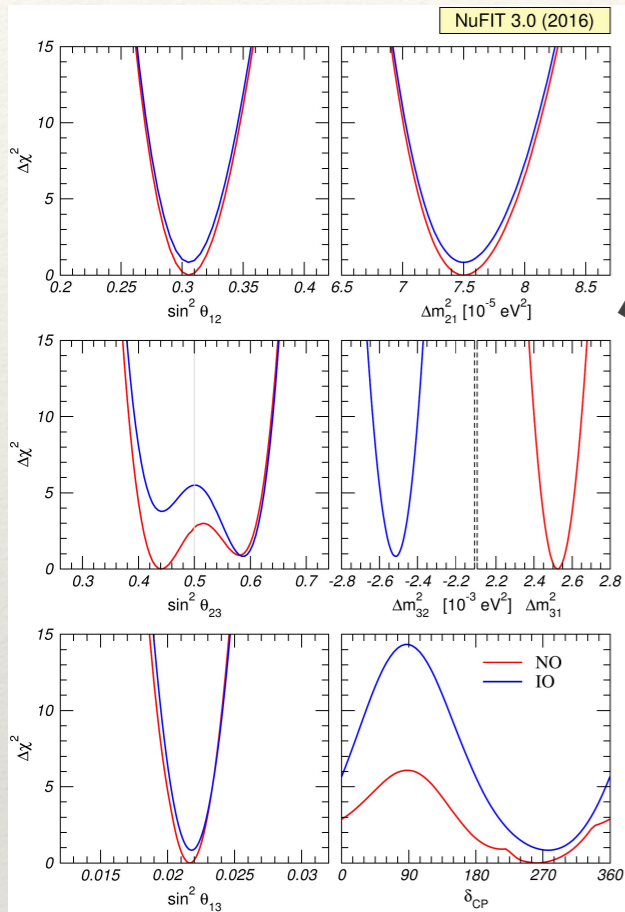 NuFIT 3.0 (2016)
15
10
5
0
Δχ²
0.2 0.25 0.3 0.35 0.4
sin² θ₁₂
6.5 7 7.5 8 8.5
Δm²₂₁ [10⁻⁵ eV²]
15
10
5
0
Δχ²
0.3 0.4 0.5 0.6 0.7
sin² θ₂₃
-2.8 -2.6 -2.4 -2.2 2.2 2.4 2.6 2.8
Δm²₃₂ [10⁻³ eV²] Δm²₃₁
15
10
5
0
Δχ²
0.015 0.02 0.025 0.03
sin² θ₁₃
NO
IO
0 90 180 270 360
δCP